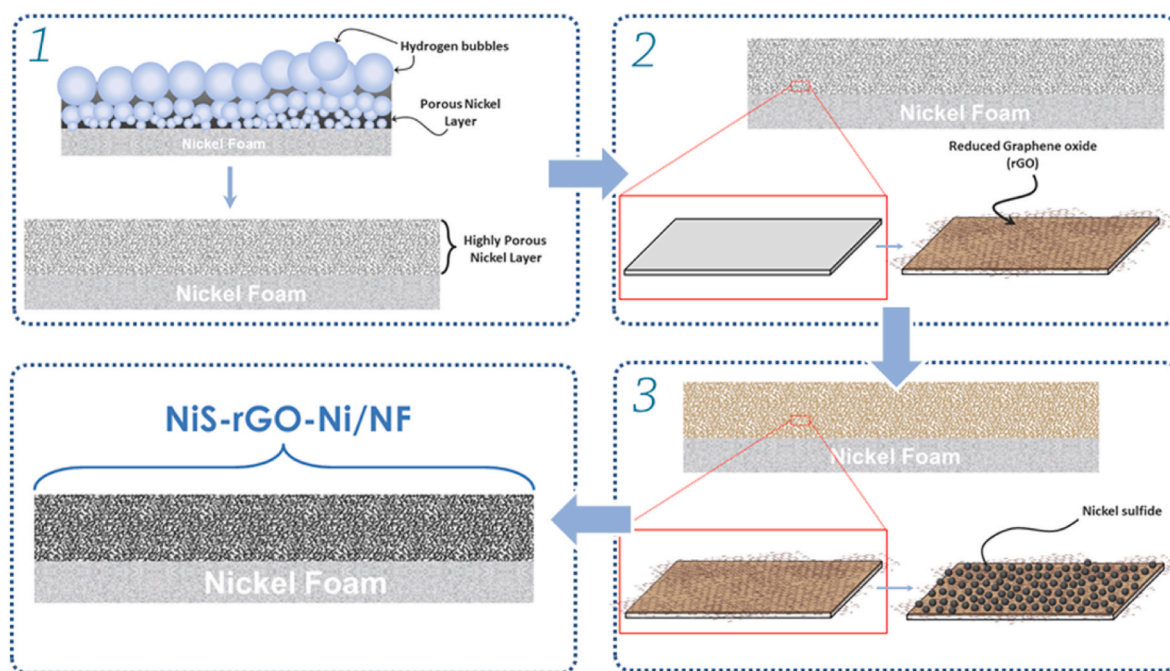 1
Hydrogen bubbles
Porous Nickel
Layer
Nickel Foam
Highly Porous
Nickel Layer
Nickel Foam
2
Nickel Foam
Reduced Graphene oxide
(rGO)
3
Nickel Foam
Nickel sulfide
NiS-rGO-Ni/NF
Nickel Foam